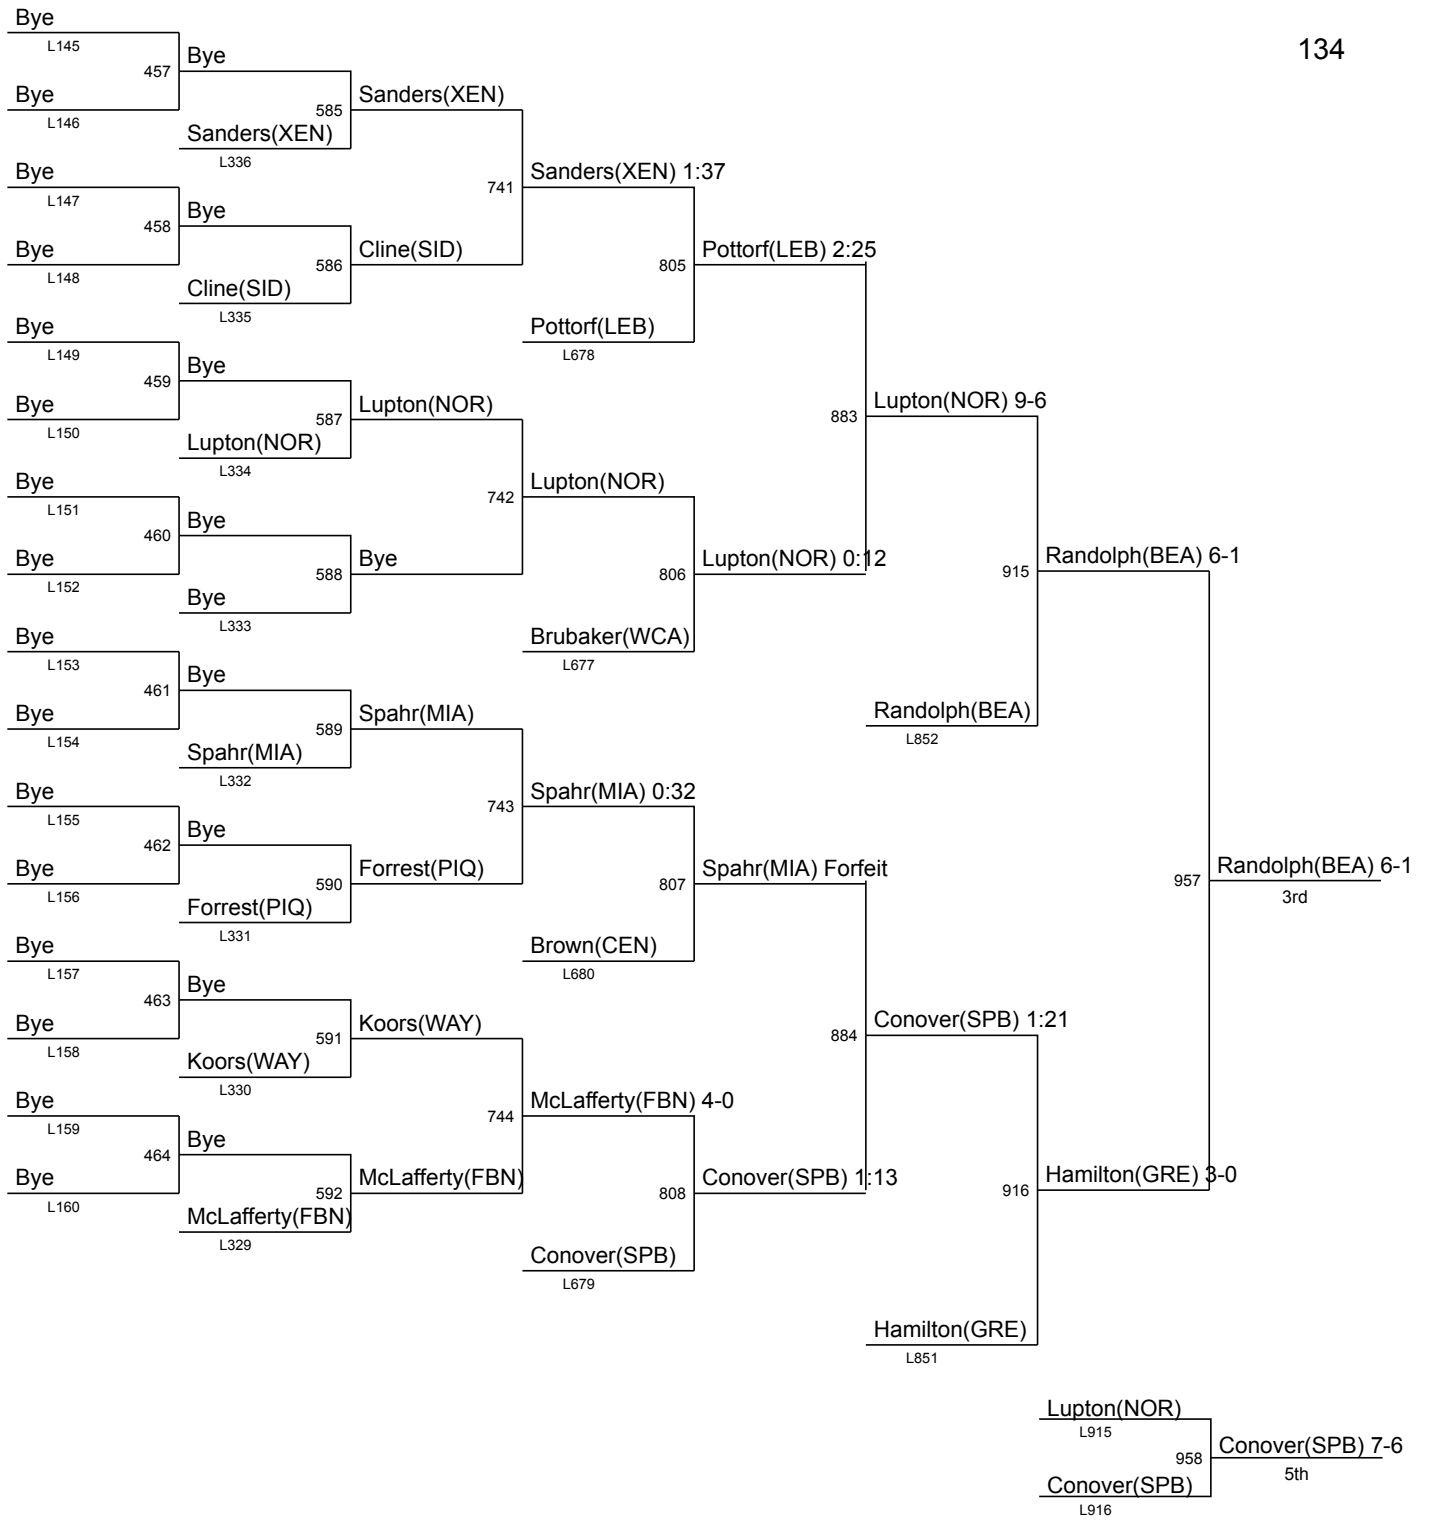 Bye
L145
134
457
Bye
Bye
L146
585
Sanders(XEN)
Sanders(XEN)
L336
Bye
L147
741
Sanders(XEN) 1:37
458
Bye
Bye
L148
586
Cline(SID)
Cline(SID)
L335
805
Pottorf(LEB) 2:25
Bye
L149
Pottorf(LEB)
L678
459
Bye
Bye
L150
587
Lupton(NOR)
Lupton(NOR)
L334
883
Lupton(NOR) 9-6
Bye
L151
742
Lupton(NOR)
460
Bye
Bye
L152
588
Bye
Bye
L333
806
Lupton(NOR) 0:12
915
Randolph(BEA) 6-1
Bye
L153
Brubaker(WCA)
L677
461
Bye
Bye
L154
589
Spahr(MIA)
Spahr(MIA)
L332
Randolph(BEA)
L852
Bye
L155
743
Spahr(MIA) 0:32
462
Bye
Bye
L156
590
Forrest(PIQ)
Forrest(PIQ)
L331
807
Spahr(MIA) Forfeit
957
Randolph(BEA) 6-1
3rd
Bye
L157
Brown(CEN)
L680
463
Bye
Bye
L158
591
Koors(WAY)
Koors(WAY)
L330
884
Conover(SPB) 1:21
Bye
L159
744
McLafferty(FBN) 4-0
464
Bye
Bye
L160
592
McLafferty(FBN)
McLafferty(FBN)
L329
808
Conover(SPB) 1:13
916
Hamilton(GRE) 3-0
Conover(SPB)
L679
Hamilton(GRE)
L851
Lupton(NOR)
L915
958
Conover(SPB) 7-6
5th
Conover(SPB)
L916